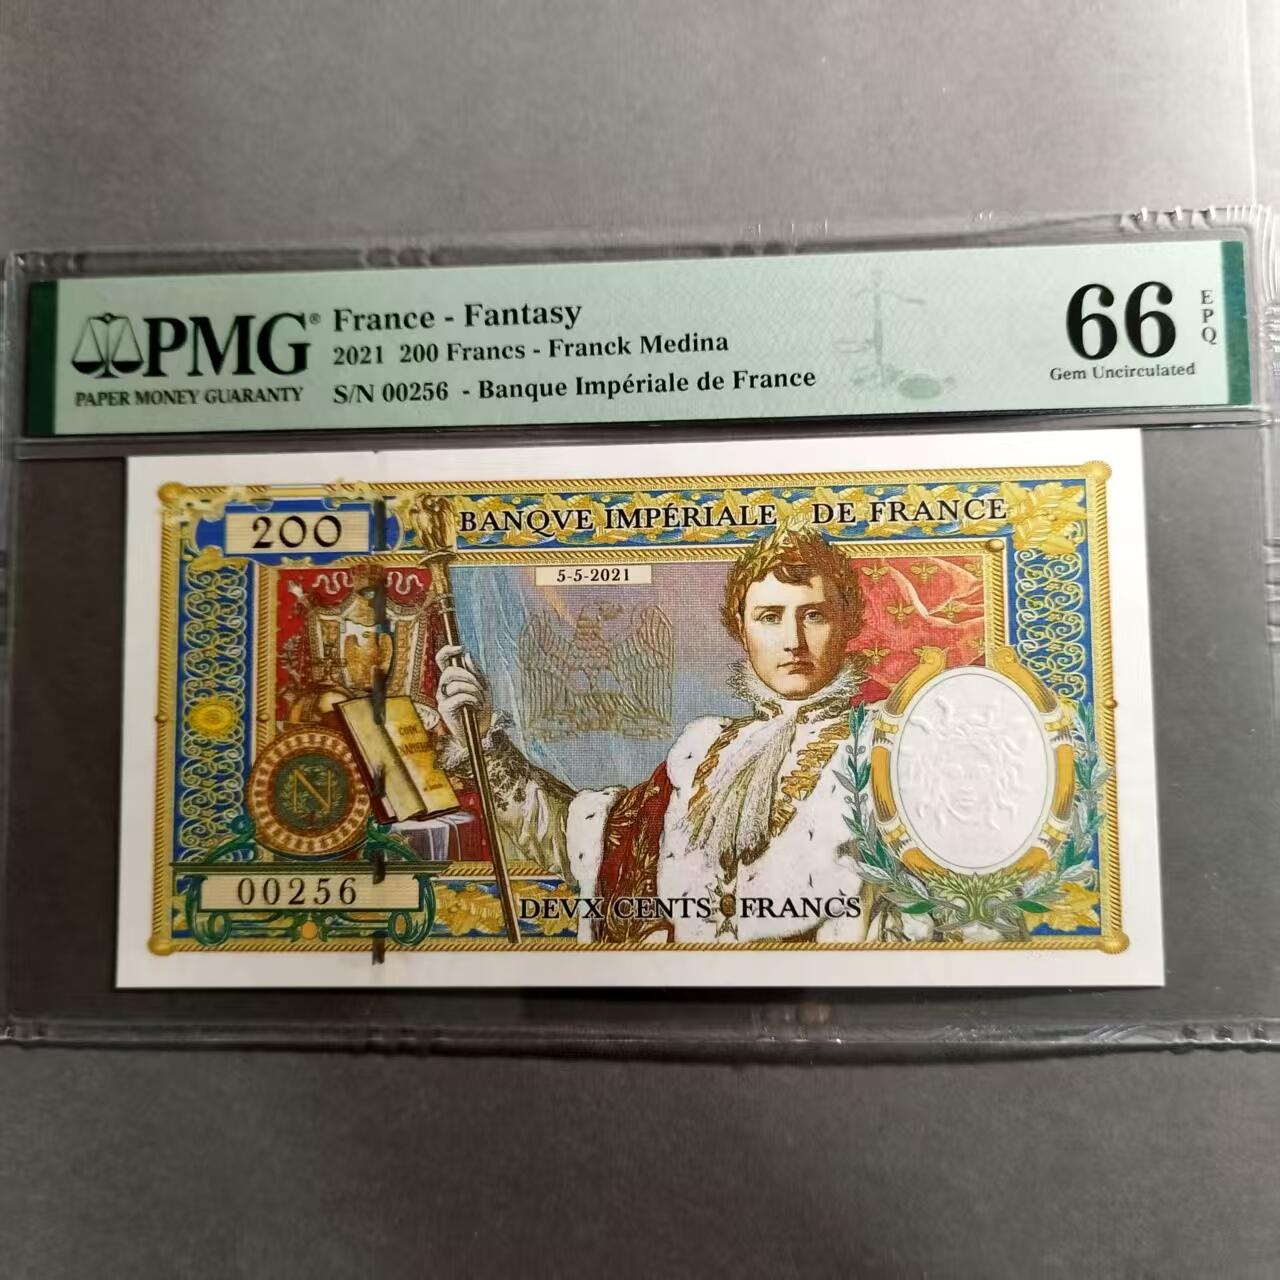 PMG®
PAPER MONEY GUARANTY
France - Fantasy
2021 200 Francs - Franck Medina
S/N 00256 - Banque Impériale de France
66
EPQ
Gem Uncirculated
200
BANQVE IMPÉRIALE DE FRANCE
5-5-2021
N
00256
DEVX CENTS FRANCS